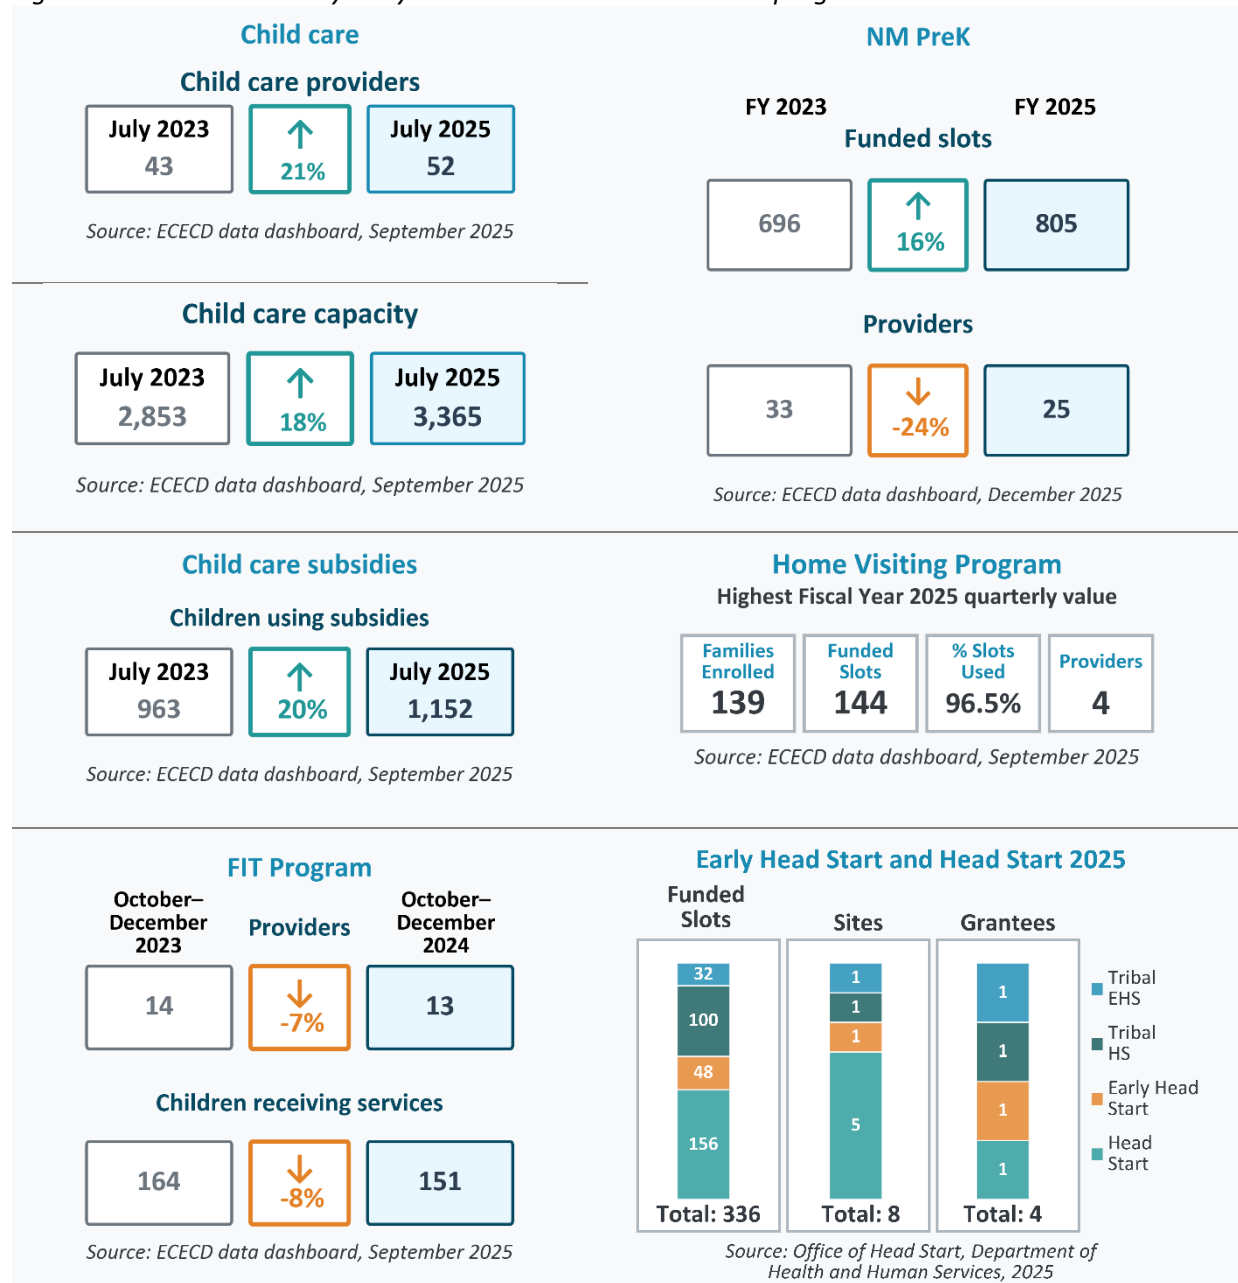 Child care
Child care providers
July 2023
43
↑
21%
July 2025
52
Source: ECECD data dashboard, September 2025
Child care capacity
July 2023
2,853
↑
18%
July 2025
3,365
Source: ECECD data dashboard, September 2025
NM PreK
FY 2023
FY 2025
Funded slots
696
↑
16%
805
Providers
33
↓
-24%
25
Source: ECECD data dashboard, December 2025
Child care subsidies
Children using subsidies
July 2023
963
↑
20%
July 2025
1,152
Source: ECECD data dashboard, September 2025
Home Visiting Program
Highest Fiscal Year 2025 quarterly value
Families
Enrolled
139
Funded
Slots
144
% Slots
Used
96.5%
Providers
4
Source: ECECD data dashboard, September 2025
FIT Program
October–
December
2023
Providers
October–
December
2024
14
↓
-7%
13
Children receiving services
164
↓
-8%
151
Source: ECECD data dashboard, September 2025
Early Head Start and Head Start 2025
Funded
Slots
32
100
48
156
Total: 336
Sites
1
1
1
5
Total: 8
Grantees
1
1
1
1
Total: 4
Tribal
EHS
Tribal
HS
Early Head
Start
Head
Start
Source: Office of Head Start, Department of
Health and Human Services, 2025